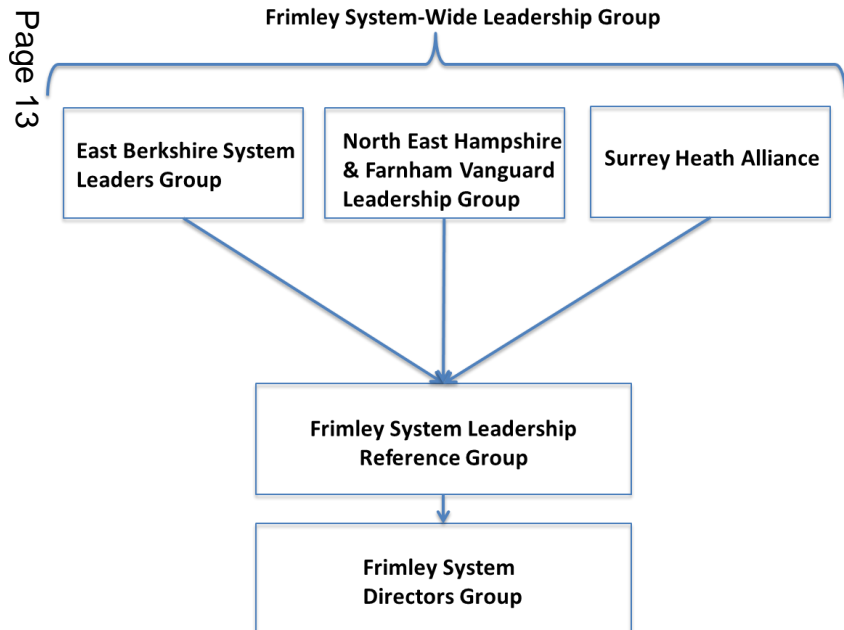 Frimley System-Wide Leadership Group
Page 13
East Berkshire System
Leaders Group
North East Hampshire
& Farnham Vanguard
Leadership Group
Surrey Heath Alliance
Frimley System Leadership
Reference Group
Frimley System
Directors Group